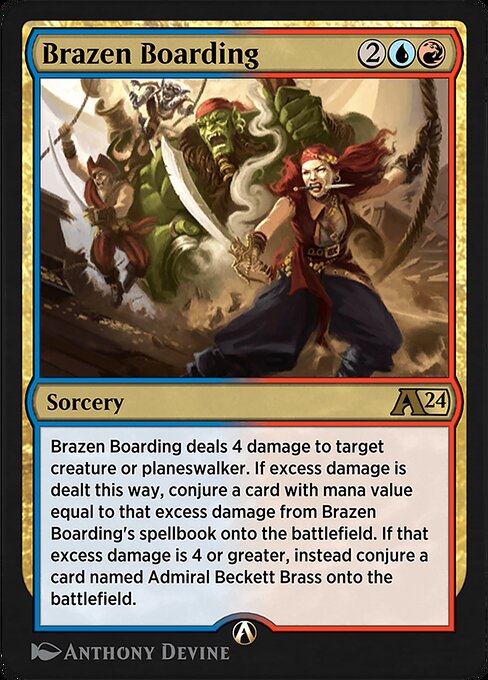 Brazen Boarding 2
Sorcery A24
Brazen Boarding deals 4 damage to target
creature or planeswalker. If excess damage is
dealt this way, conjure a card with mana value
equal to that excess damage from Brazen
Boarding's spellbook onto the battlefield. If that
excess damage is 4 or greater, instead conjure a
card named Admiral Beckett Brass onto the
battlefield.
Anthony Devine